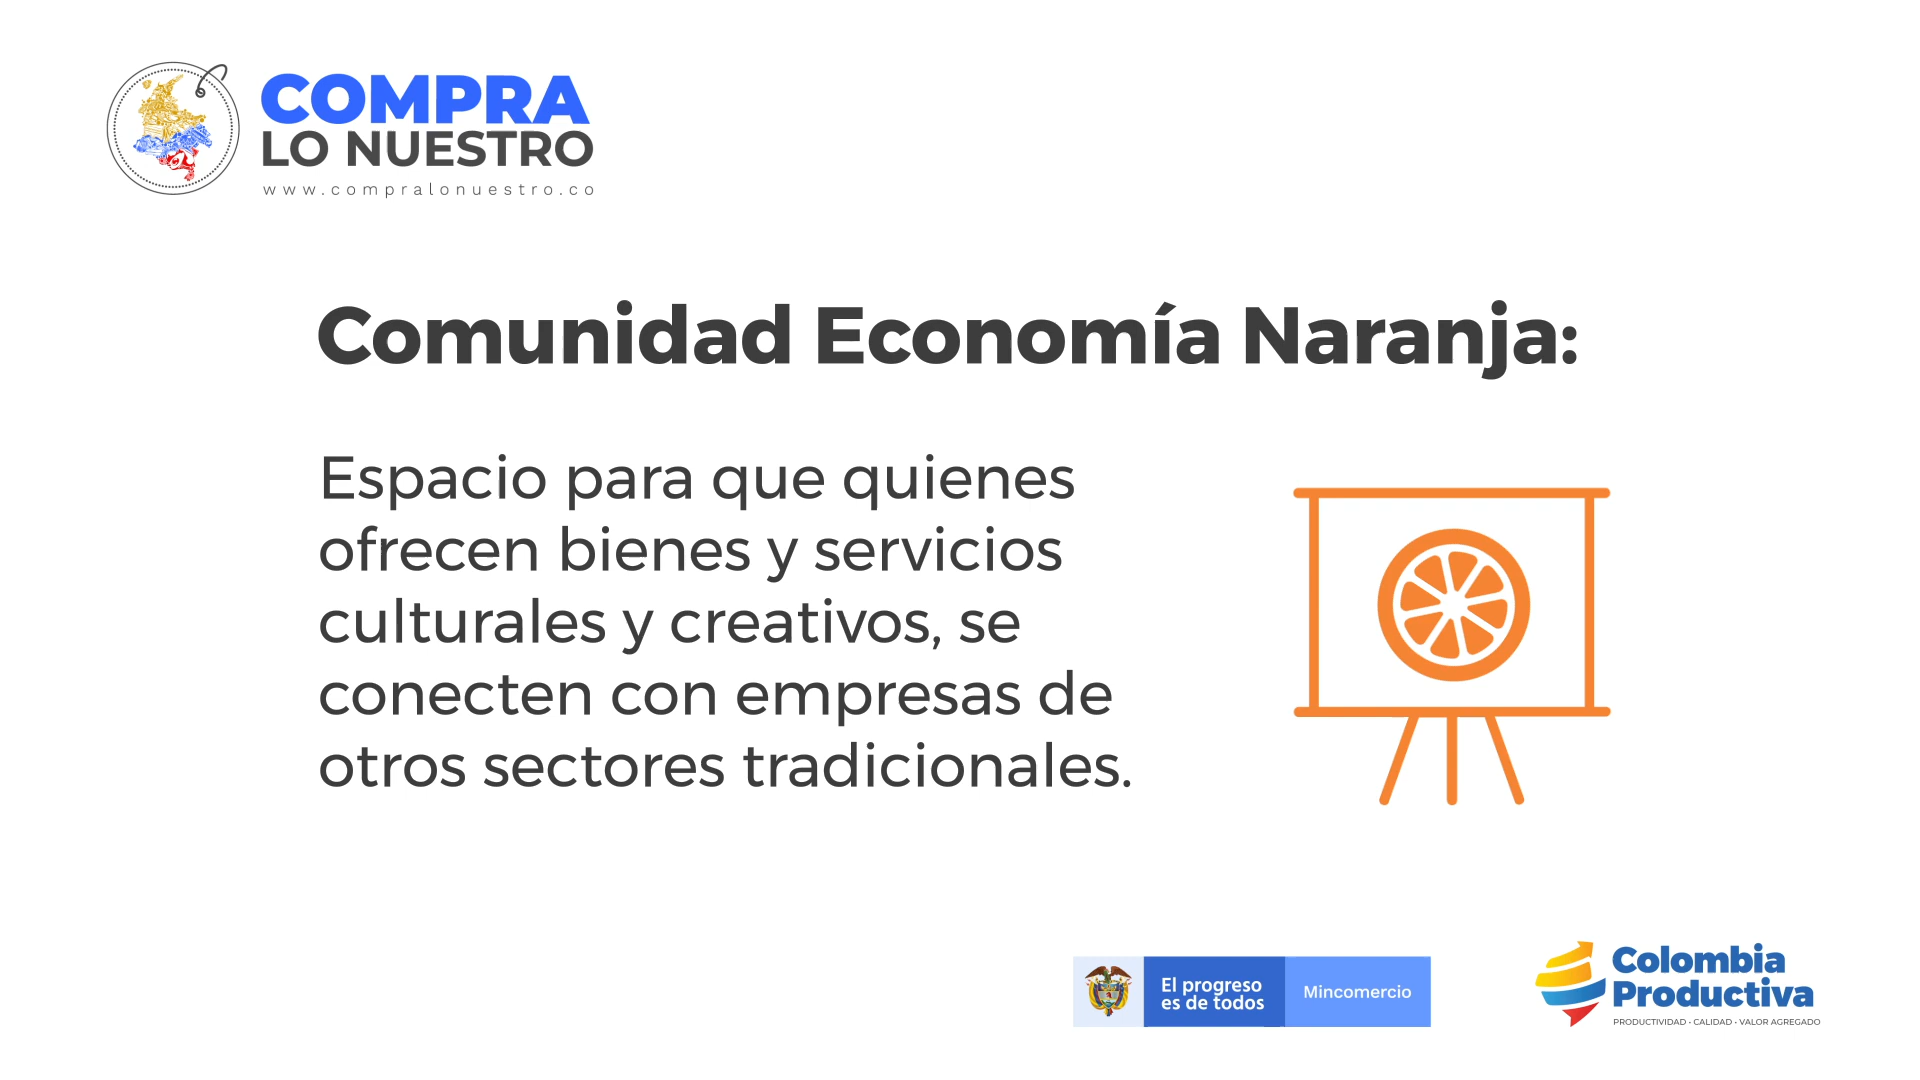 COMPRA
LO NUESTRO
www.compralonuestro.co
Comunidad Economía Naranja:
Espacio para que quienes
ofrecen bienes y servicios
culturales y creativos, se
conecten con empresas de
otros sectores tradicionales.
El progreso
es de todos
Mincomercio
Colombia
Productiva
PRODUCTIVIDAD • CALIDAD • VALOR AGREGADO